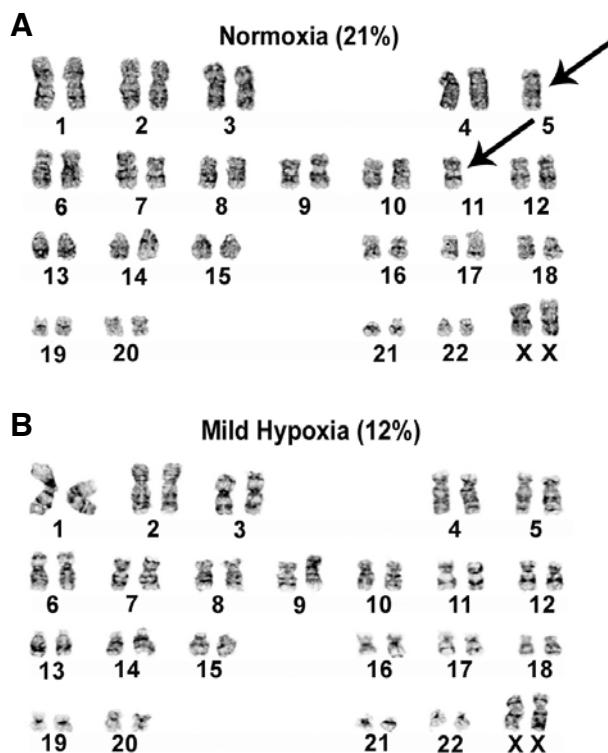 A
Normoxia (21%)
1 2 3 4 5
6 7 8 9 10 11 12
13 14 15 16 17 18
19 20 21 22 X X
B
Mild Hypoxia (12%)
1 2 3 4 5
6 7 8 9 10 11 12
13 14 15 16 17 18
19 20 21 22 X X